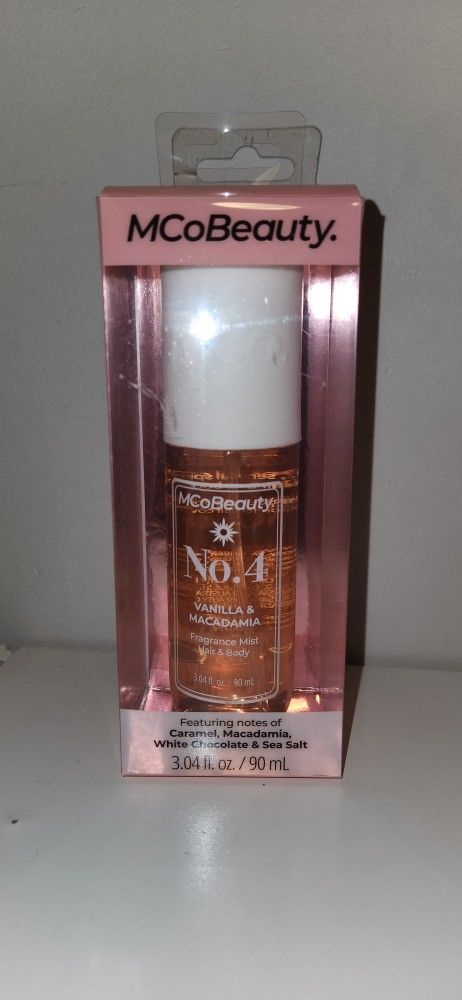 MCoBeauty.
MCoBeauty.
No.4
VANILLA &
MACADAMIA
Fragrance Mist
Hair & Body
3.04 fl. oz. / 90 mL
Featuring notes of
Caramel, Macadamia,
White Chocolate & Sea Salt
3.04 fl. oz. / 90 mL